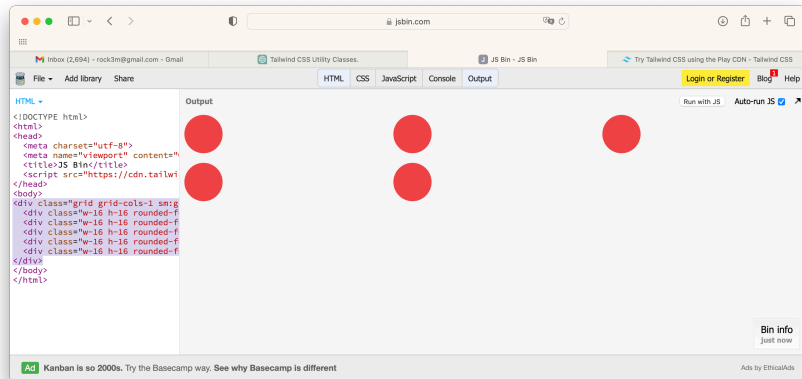 jsbin.com
Inbox (2,694) – rock3m@gmail.com – Gmail
Tailwind CSS Utility Classes.
J JS Bin – JS Bin
Try Tailwind CSS using the Play CDN – Tailwind CSS
File Add library Share
HTML CSS JavaScript Console Output
Login or Register Blog 1 Help
HTML
Output
Run with JS Auto-run JS
<!DOCTYPE html>
<html>
<head>
<meta charset="utf-8">
<meta name="viewport" content="
<title>JS Bin</title>
<script src="https://cdn.tailwi
</head>
<body>
<div class="grid grid-cols-1 sm:g
<div class="w-16 h-16 rounded-f
<div class="w-16 h-16 rounded-f
<div class="w-16 h-16 rounded-f
<div class="w-16 h-16 rounded-f
<div class="w-16 h-16 rounded-f
</div>
</body>
</html>
Bin info
just now
Ad Kanban is so 2000s. Try the Basecamp way. See why Basecamp is different
Ads by EthicalAds